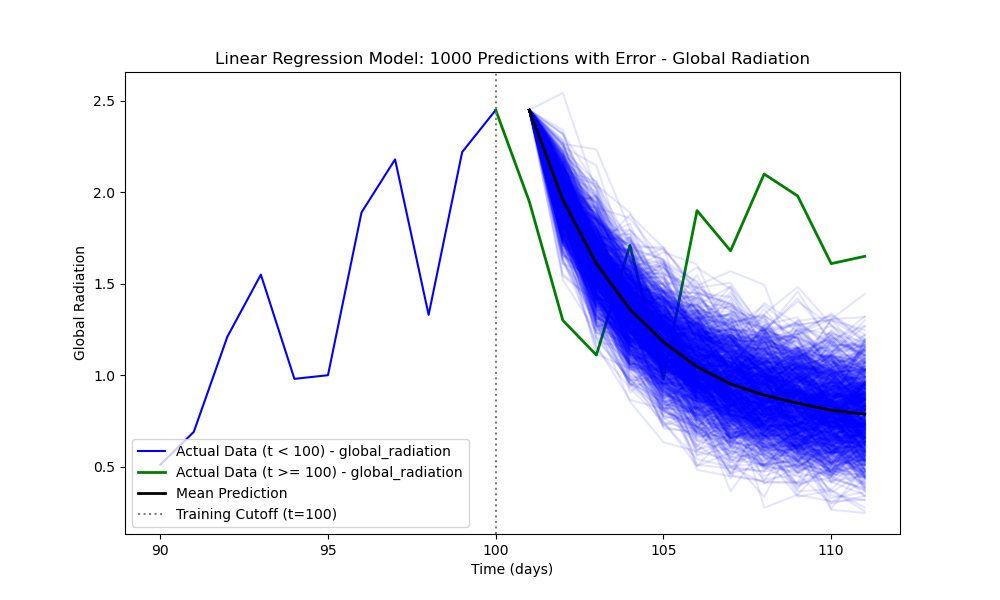 Linear Regression Model: 1000 Predictions with Error - Global Radiation
Global Radiation
2.5
2.0
1.5
1.0
0.5
Actual Data (t < 100) - global_radiation
Actual Data (t >= 100) - global_radiation
Mean Prediction
Training Cutoff (t=100)
90 95 100 105 110
Time (days)